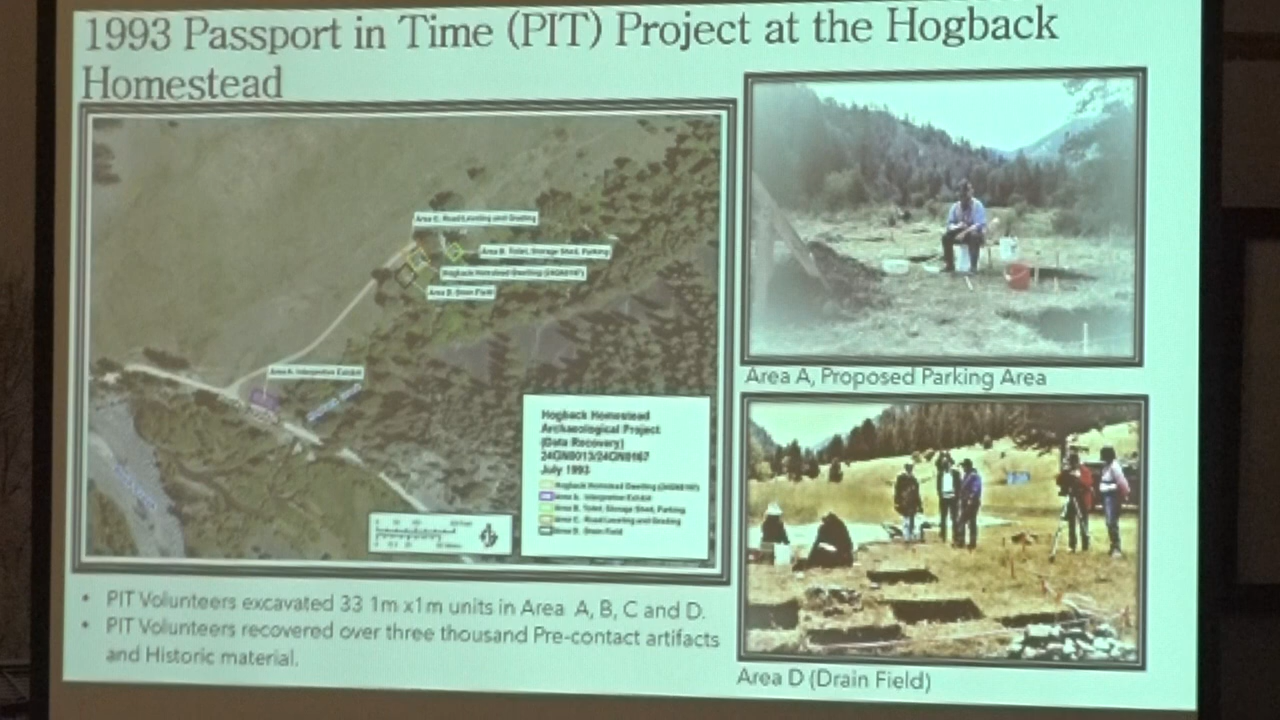 1993 Passport in Time (PIT) Project at the Hogback
Homestead
Area C. Road Leveling and Grading
Area B. Toilet, Storage Shed, Parking
Hogback Homestead Dwelling
Area D. Drain Field
Area A. Interpretive Exhibit
Hogback Homestead
Archaeological Project
(Data Recovery)
24GN0013/24GN0167
July 1993
Hogback Homestead Dwelling
Area A. Interpretive Exhibit
Area B. Toilet, Storage Shed, Parking
Area C. Road Leveling and Grading
Area D. Drain Field
• PIT Volunteers excavated 33 1m x1m units in Area A, B, C and D.
• PIT Volunteers recovered over three thousand Pre-contact artifacts
and Historic material.
Area A, Proposed Parking Area
Area D (Drain Field)